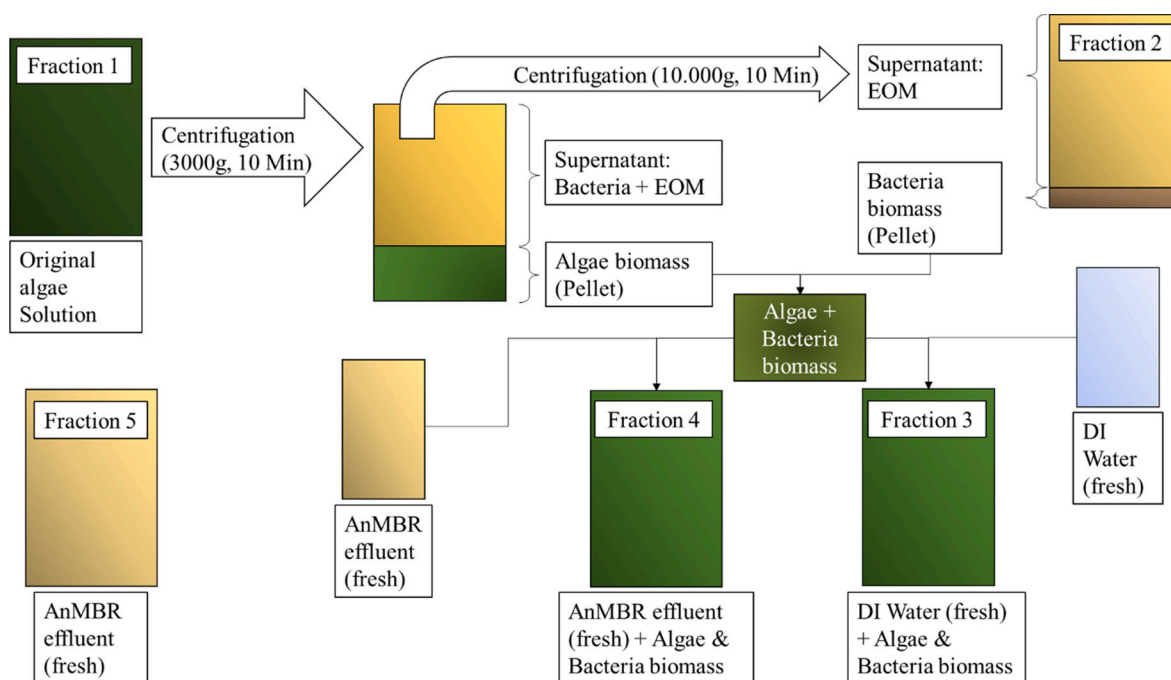 Fraction 1
Original
algae
Solution
Centrifugation
(3000g, 10 Min)
Centrifugation (10.000g, 10 Min)
Supernatant:
Bacteria + EOM
Algae biomass
(Pellet)
Supernatant:
EOM
Fraction 2
Bacteria
biomass
(Pellet)
Algae +
Bacteria
biomass
Fraction 5
AnMBR
effluent
(fresh)
AnMBR
effluent
(fresh)
Fraction 4
AnMBR effluent
(fresh) + Algae &
Bacteria biomass
Fraction 3
DI Water (fresh)
+ Algae &
Bacteria biomass
DI
Water
(fresh)